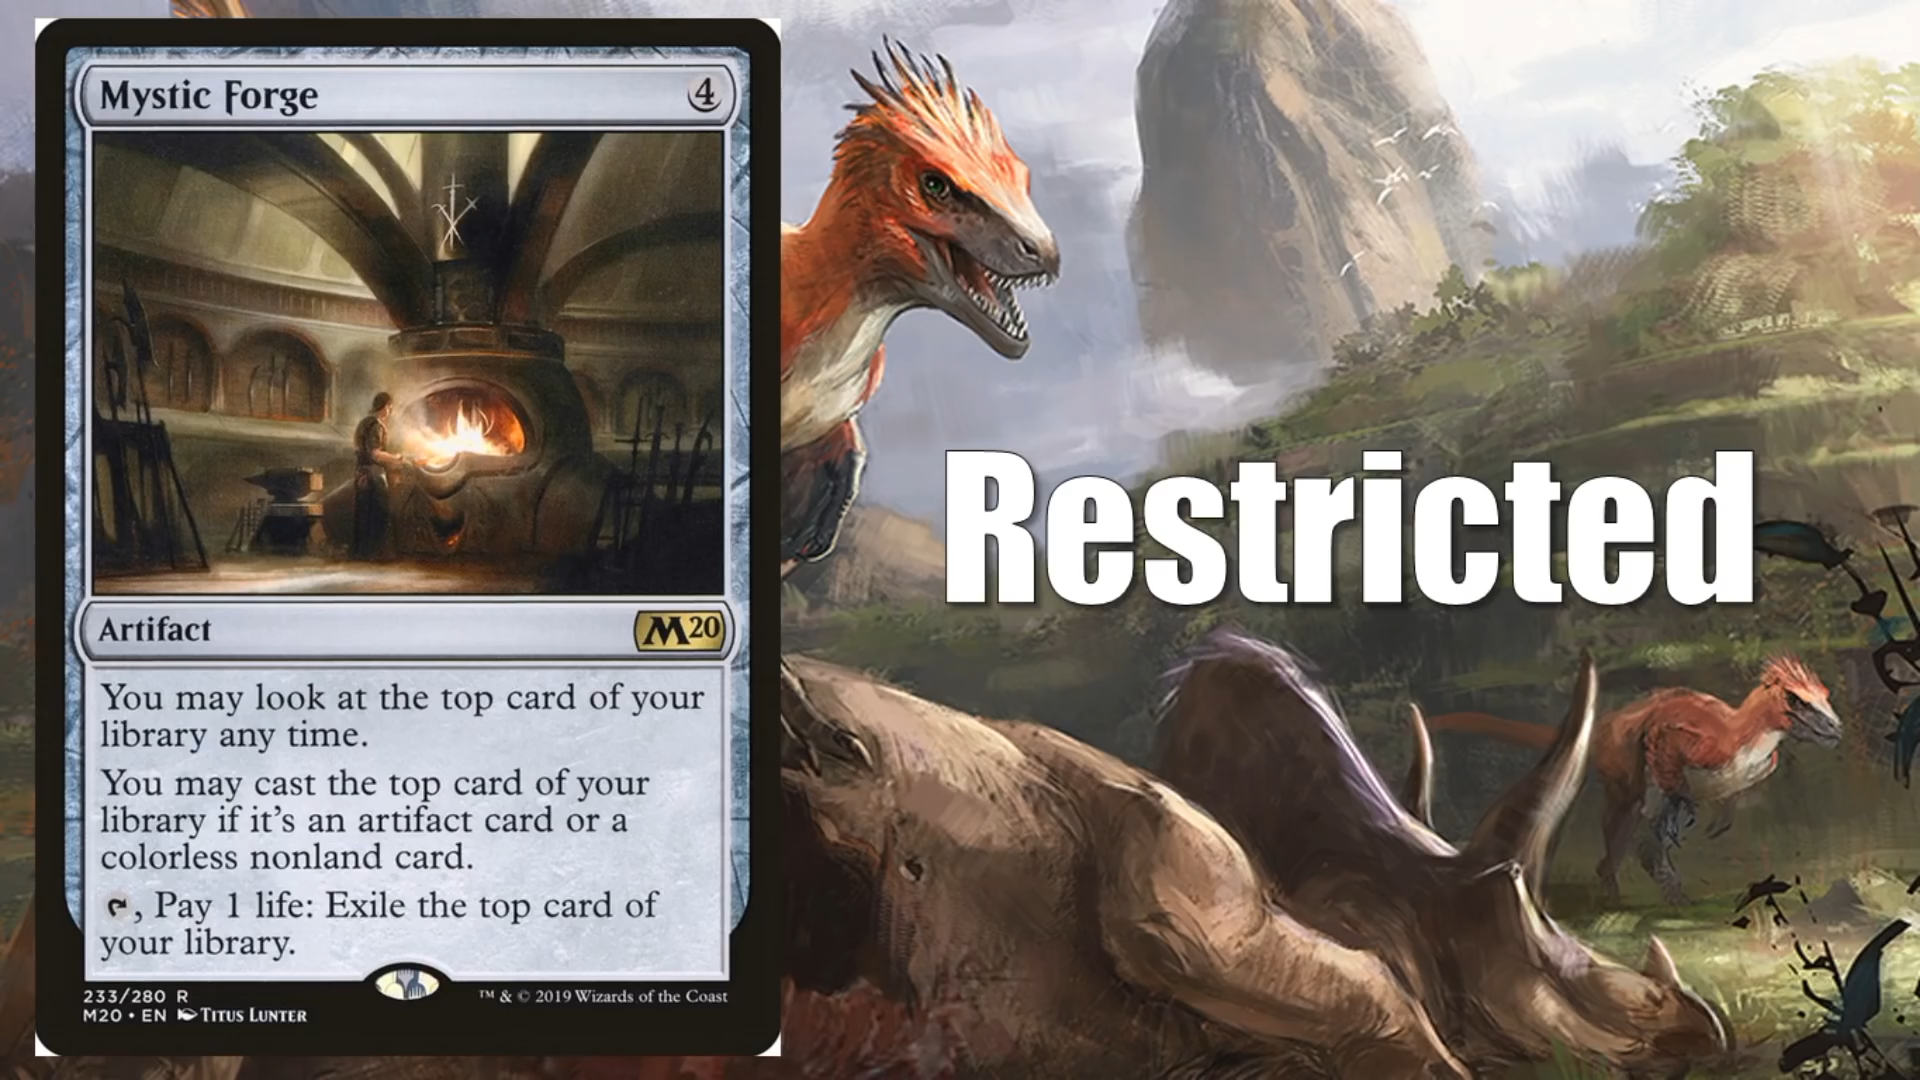 Mystic Forge 4
Restricted
Artifact M20
You may look at the top card of your
library any time.
You may cast the top card of your
library if it's an artifact card or a
colorless nonland card.
, Pay 1 life: Exile the top card of
your library.
233/280 R
M20 • EN Titus Lunter
™ & © 2019 Wizards of the Coast